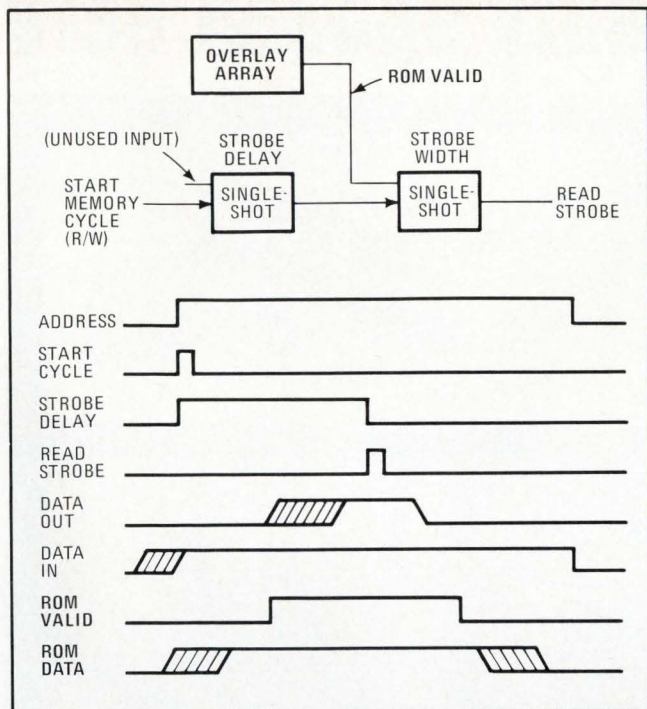 OVERLAY
ARRAY
ROM VALID
(UNUSED INPUT)
STROBE
DELAY
STROBE
WIDTH
START
MEMORY
CYCLE
(R/W)
SINGLE-
SHOT
SINGLE-
SHOT
READ
STROBE
ADDRESS
START
CYCLE
STROBE
DELAY
READ
STROBE
DATA
OUT
DATA
IN
ROM
VALID
ROM
DATA